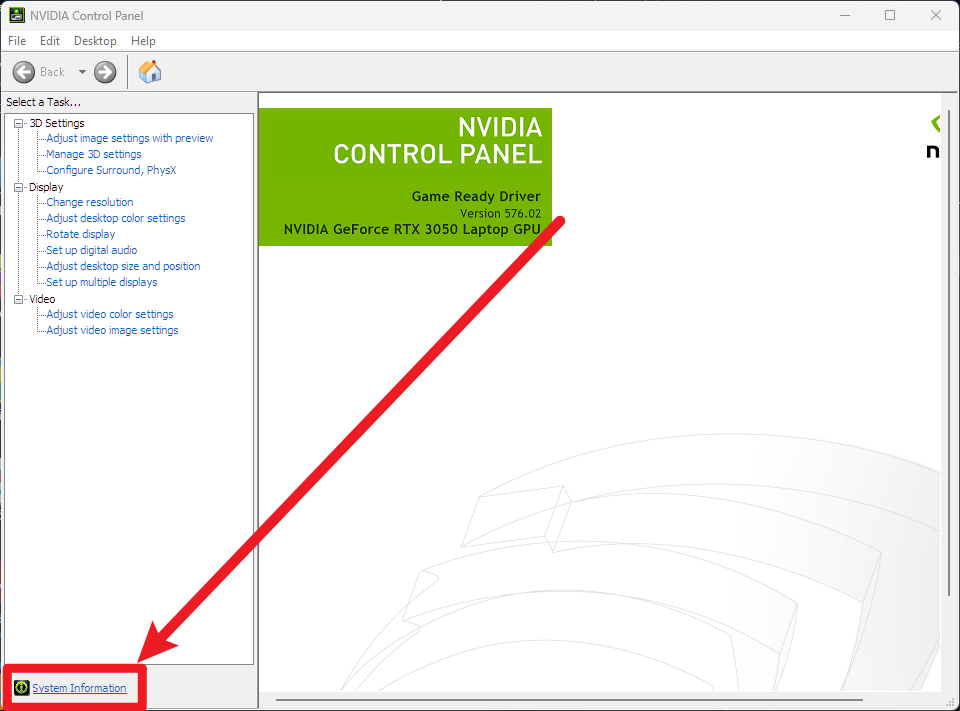 NVIDIA Control Panel
File Edit Desktop Help
Back
Select a Task...
3D Settings
Adjust image settings with preview
Manage 3D settings
Configure Surround, PhysX
Display
Change resolution
Adjust desktop color settings
Rotate display
Set up digital audio
Adjust desktop size and position
Set up multiple displays
Video
Adjust video color settings
Adjust video image settings
System Information
NVIDIA
CONTROL PANEL
Game Ready Driver
Version 576.02
NVIDIA GeForce RTX 3050 Laptop GPU
n